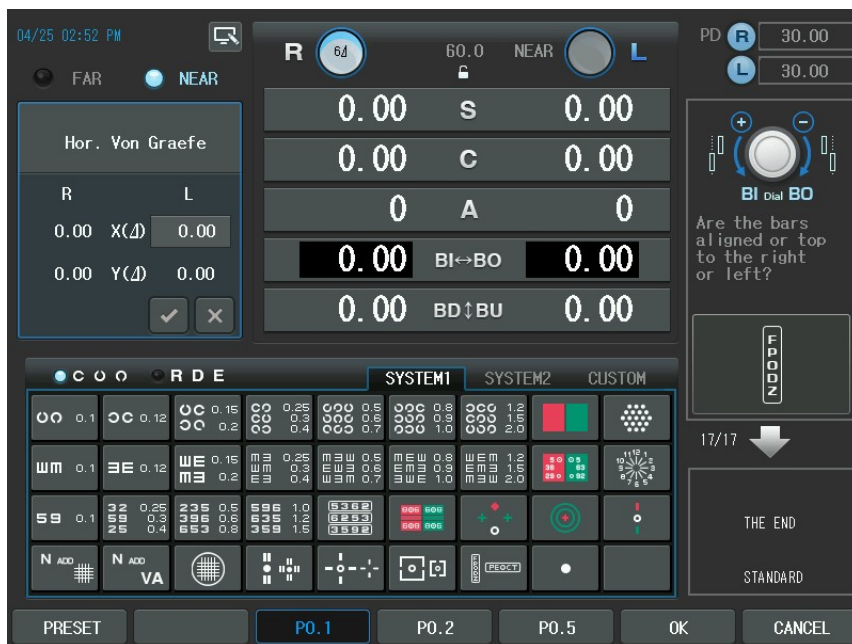 04/25 02:52 PM
FAR NEAR
Hor. Von Graefe
R L
0.00 X(Δ) 0.00
0.00 Y(Δ) 0.00
R 6Δ 60.0 NEAR L
0.00 S 0.00
0.00 C 0.00
0 A 0
0.00 BI↔BO 0.00
0.00 BD↕BU 0.00
PD R 30.00
L 30.00
+ −
BI Dial BO
Are the bars
aligned or top
to the right
or left?
FPODZ
17/17
THE END
STANDARD
C R D E
SYSTEM1 SYSTEM2 CUSTOM
0.1 0.12 0.15 0.2 0.25 0.3 0.4 0.5 0.6 0.7 0.8 0.9 1.0 1.2 1.5 2.0
0.1 0.12 0.15 0.2 0.25 0.3 0.4 0.5 0.6 0.7 0.8 0.9 1.0 1.2 1.5 2.0
59 0.1
32 0.25
59 0.3
25 0.4
235 0.5
396 0.6
653 0.8
596 1.0
635 1.2
359 1.5
5362
6253
3592
N ADD
N ADD VA
PEOCT
PRESET P0.1 P0.2 P0.5 OK CANCEL